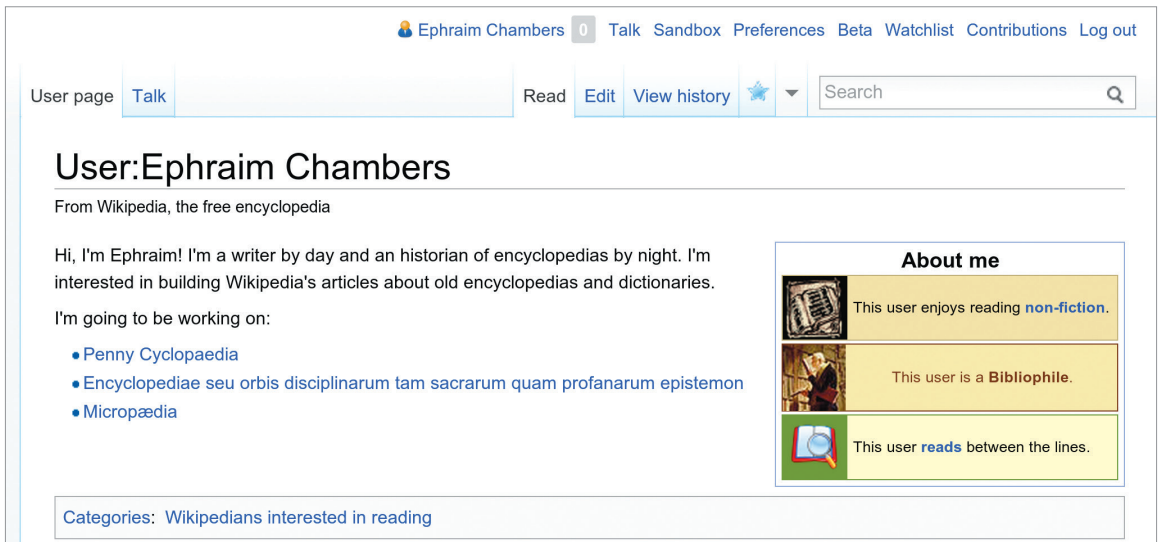 Ephraim Chambers 0 Talk Sandbox Preferences Beta Watchlist Contributions Log out
User page Talk Read Edit View history Search
User:Ephraim Chambers
From Wikipedia, the free encyclopedia
Hi, I'm Ephraim! I'm a writer by day and an historian of encyclopedias by night. I'm
interested in building Wikipedia's articles about old encyclopedias and dictionaries.
I'm going to be working on:
Penny Cyclopaedia
Encyclopediae seu orbis disciplinarum tam sacrarum quam profanarum epistemon
Micropædia
About me
This user enjoys reading non-fiction.
This user is a Bibliophile.
This user reads between the lines.
Categories: Wikipedians interested in reading